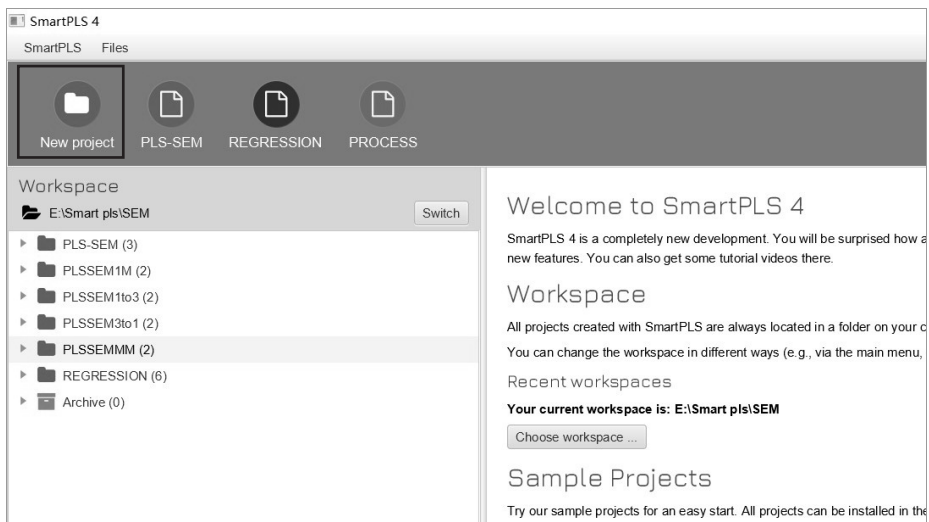 SmartPLS 4
SmartPLS Files
New project PLS-SEM REGRESSION PROCESS
Workspace
E:\Smart pls\SEM Switch
PLS-SEM (3)
PLSSEM1M (2)
PLSSEM1to3 (2)
PLSSEM3to1 (2)
PLSSEMMM (2)
REGRESSION (6)
Archive (0)
Welcome to SmartPLS 4
SmartPLS 4 is a completely new development. You will be surprised how a
new features. You can also get some tutorial videos there.
Workspace
All projects created with SmartPLS are always located in a folder on your c
You can change the workspace in different ways (e.g., via the main menu,
Recent workspaces
Your current workspace is: E:\Smart pls\SEM
Choose workspace ...
Sample Projects
Try our sample projects for an easy start. All projects can be installed in the